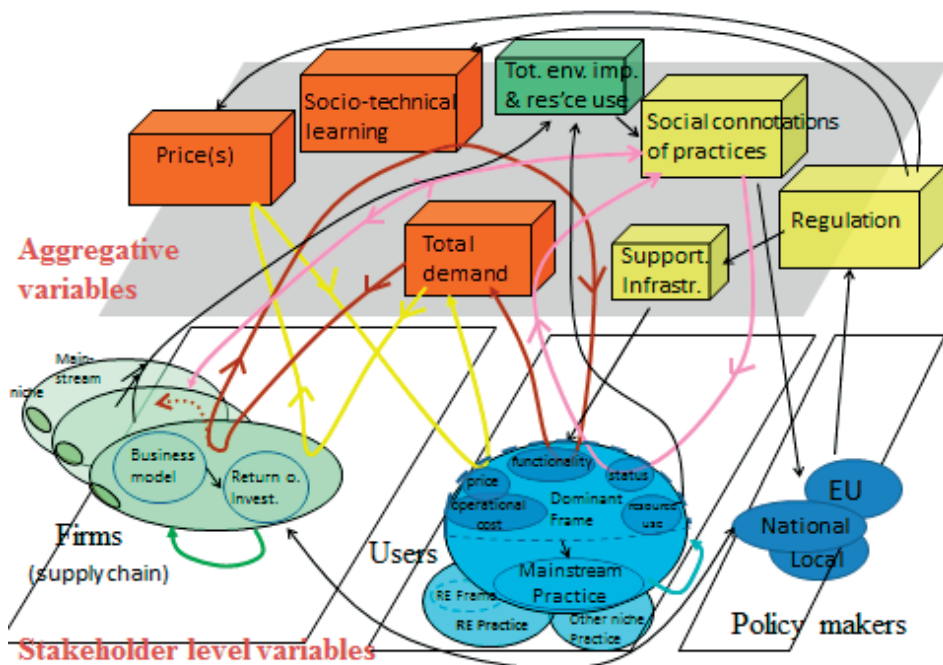 Tot. env. imp.
& res'ce use
Socio-technical
learning
Social connotations
of practices
Price(s)
Regulation
Total
demand
Support.
Infrastr.
Aggregative
variables
Main-
stream
niche
Business
model
Return o.
Invest.
functionality
status
price
operational
cost
Dominant
Frame
resource
use
EU
National
Local
Firms
(supply chain)
Users
Mainstream
Practice
RE Frame
RE Practice
Other niche
Practice
Policy makers
Stakeholder level variables